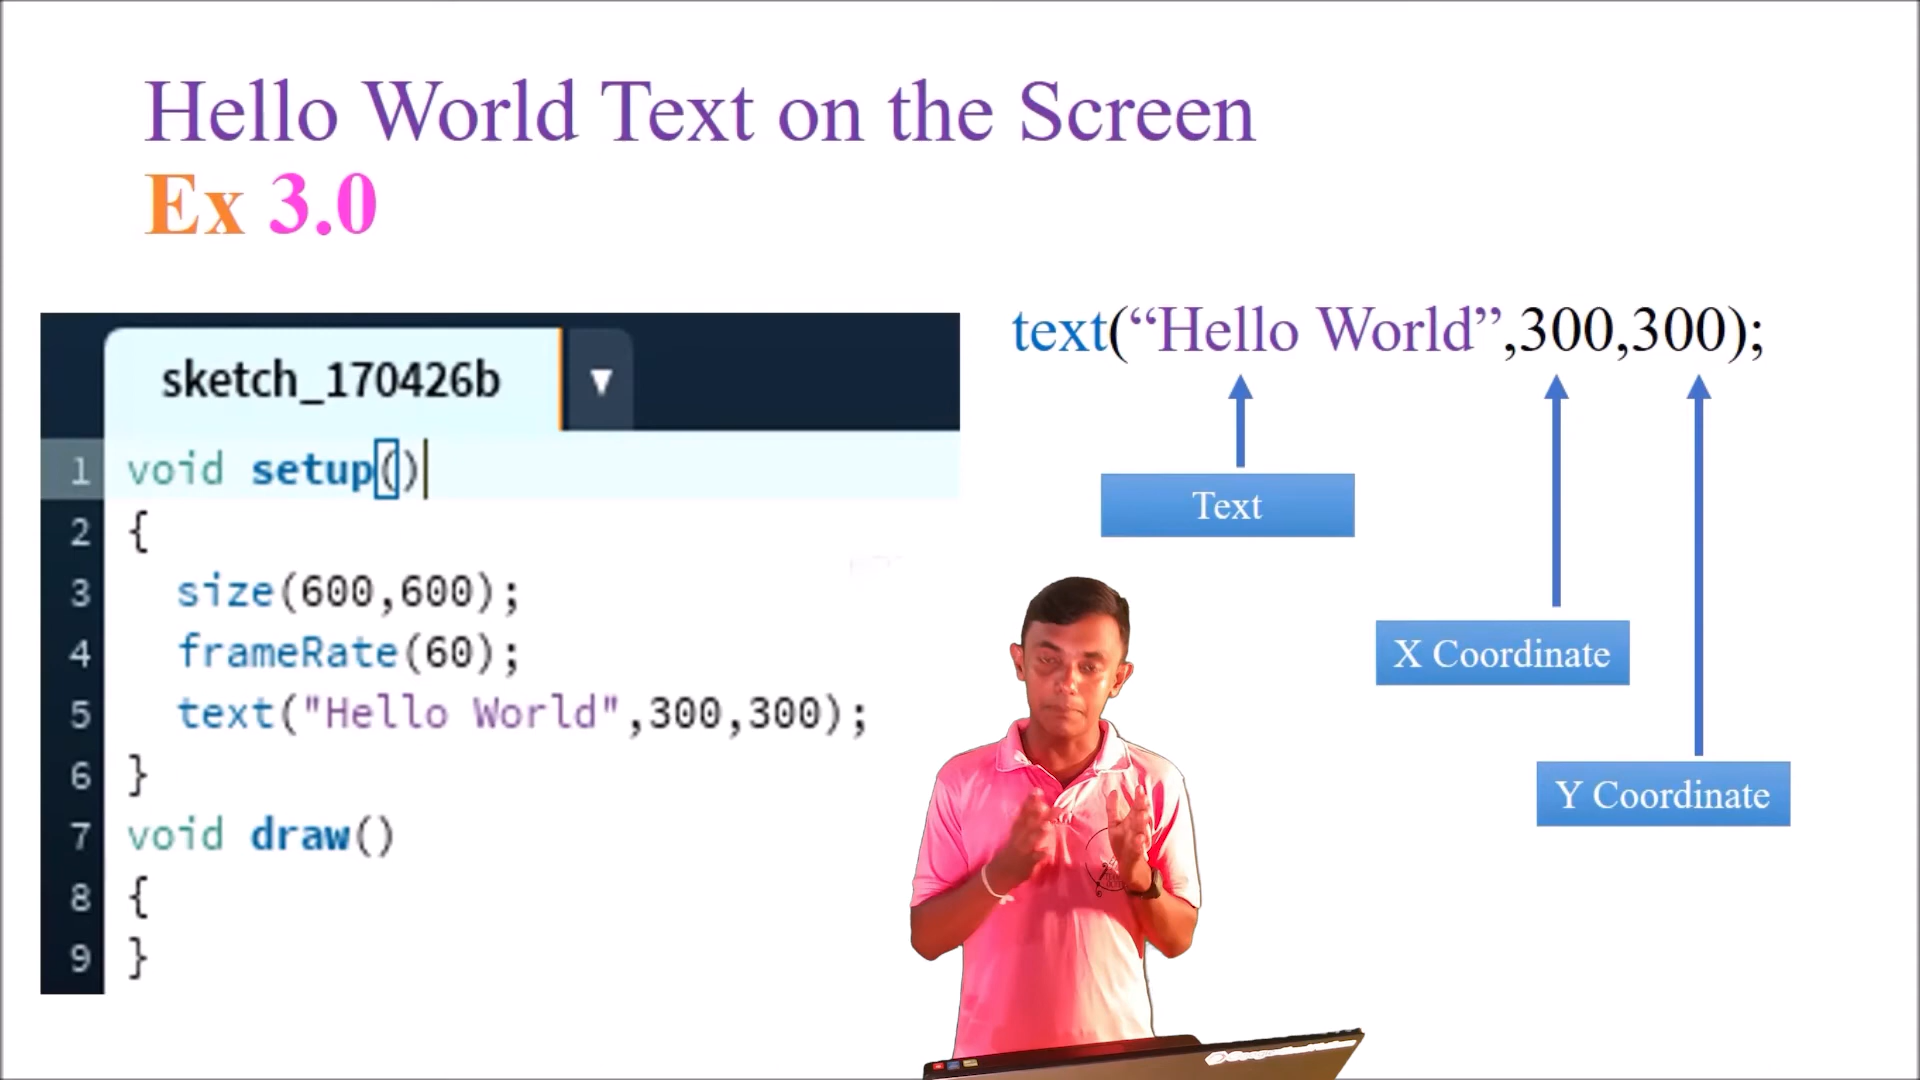 Hello World Text on the Screen
Ex 3.0
sketch_170426b
1 void setup()
2 {
3 size(600,600);
4 frameRate(60);
5 text("Hello World",300,300);
6 }
7 void draw()
8 {
9 }
text(“Hello World”,300,300);
Text
X Coordinate
Y Coordinate